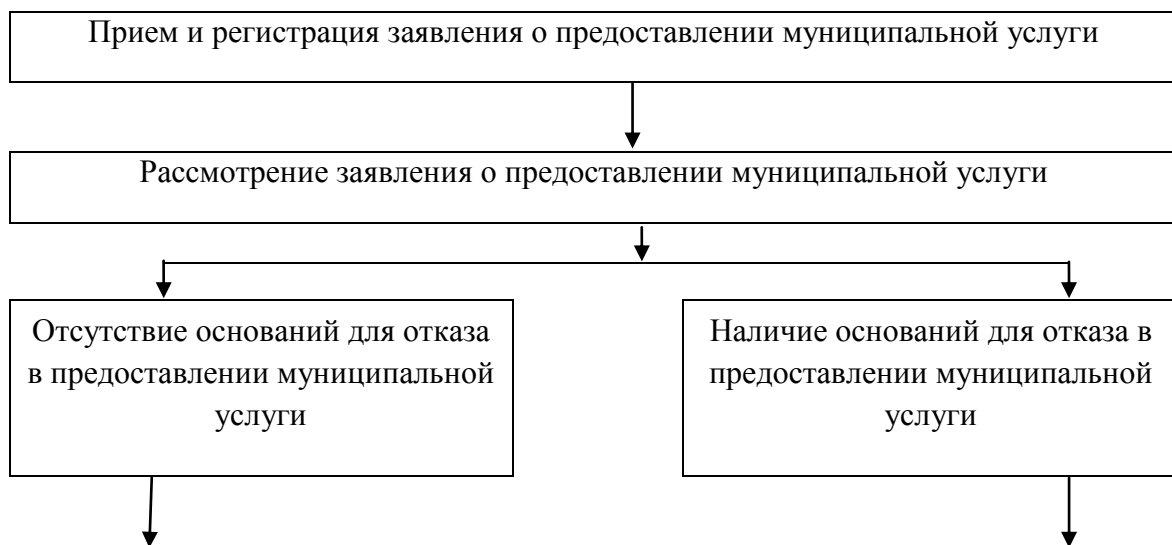 Прием и регистрация заявления о предоставлении муниципальной услуги
Рассмотрение заявления о предоставлении муниципальной услуги
Отсутствие оснований для отказа
в предоставлении муниципальной
услуги
Наличие оснований для отказа в
предоставлении муниципальной
услуги